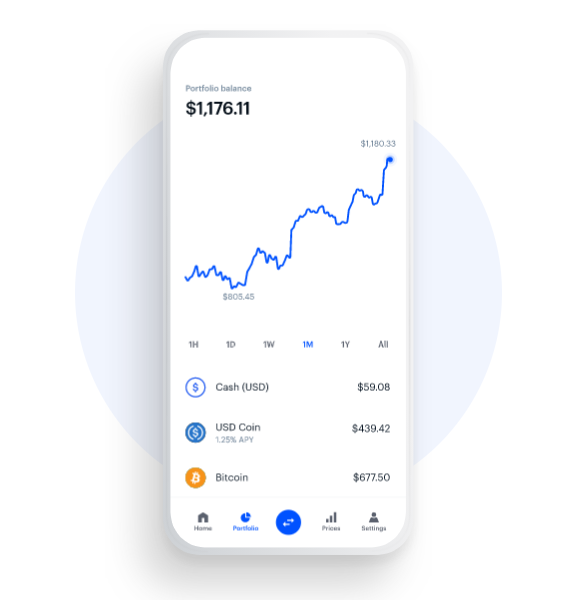 Portfolio balance
$1,176.11
$1,180.33
$805.45
1H 1D 1W 1M 1Y All
Cash (USD) $59.08
USD Coin $439.42
1.25% APY
Bitcoin $677.50
Home Portfolio Prices Settings